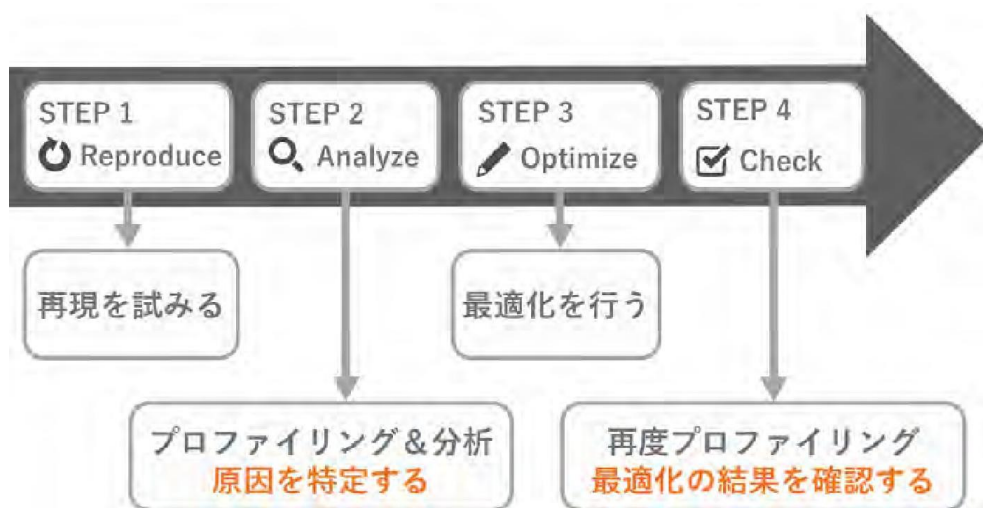 STEP 1
Reproduce
STEP 2
Analyze
STEP 3
Optimize
STEP 4
Check
再現を試みる
最適化を行う
プロファイリング＆分析
原因を特定する
再度プロファイリング
最適化の結果を確認する